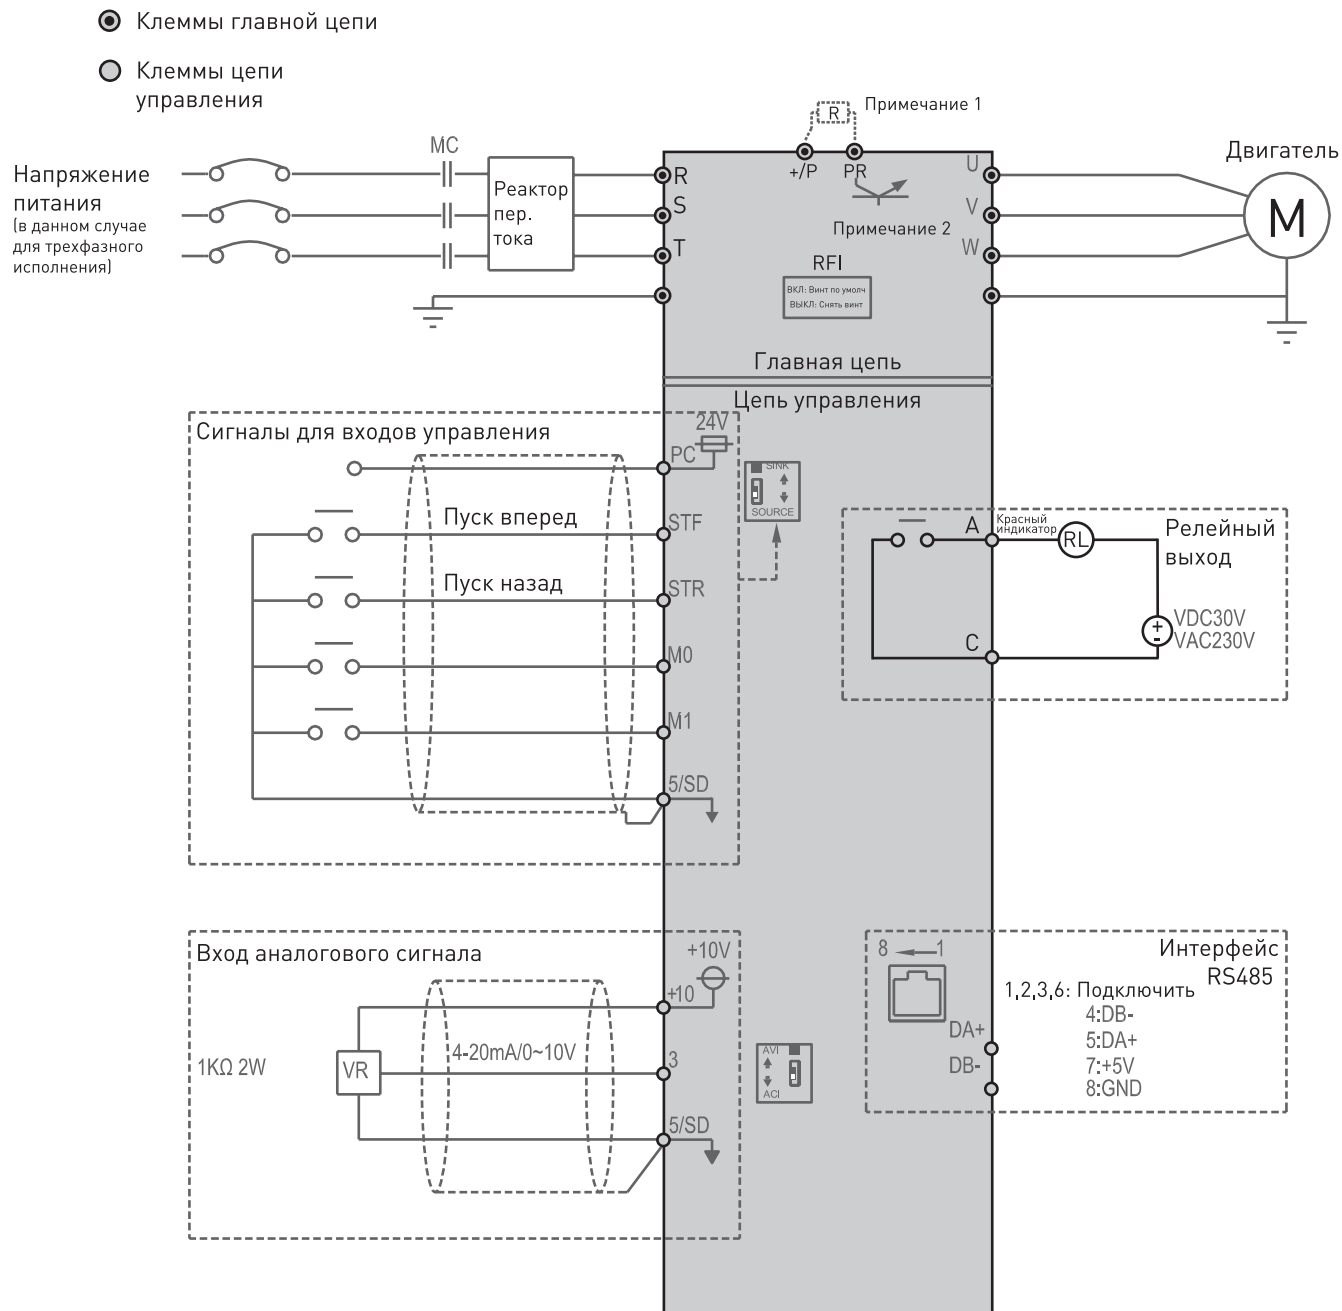 Клеммы главной цепи
Клеммы цепи
управления
Напряжение
питания
(в данном случае
для трехфазного
исполнения)
MC
Реактор
пер.
тока
R
S
T
R
Примечание 1
+/P
PR
Примечание 2
RFI
ВКЛ: Винт по умолч
ВЫКЛ: Снять винт
U
V
W
Двигатель
M
Главная цепь
Цепь управления
Сигналы для входов управления
24V
PC
SINK
SOURCE
Пуск вперед
STF
Пуск назад
STR
M0
M1
5/SD
A
Красный
индикатор
RL
Релейный
выход
VDC30V
VAC230V
C
Вход аналогового сигнала
+10V
+10
1KΩ 2W
VR
4-20mA/0~10V
3
5/SD
AVI
ACI
8
1
Интерфейс
RS485
1,2,3,6: Подключить
4:DB-
5:DA+
7:+5V
8:GND
DA+
DB-